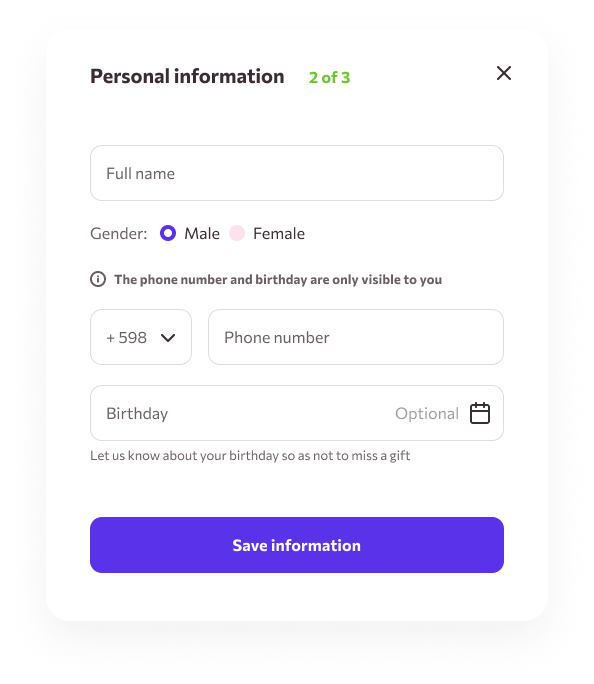 Personal information 2 of 3
Full name
Gender: Male Female
The phone number and birthday are only visible to you
+ 598 Phone number
Birthday Optional
Let us know about your birthday so as not to miss a gift
Save information